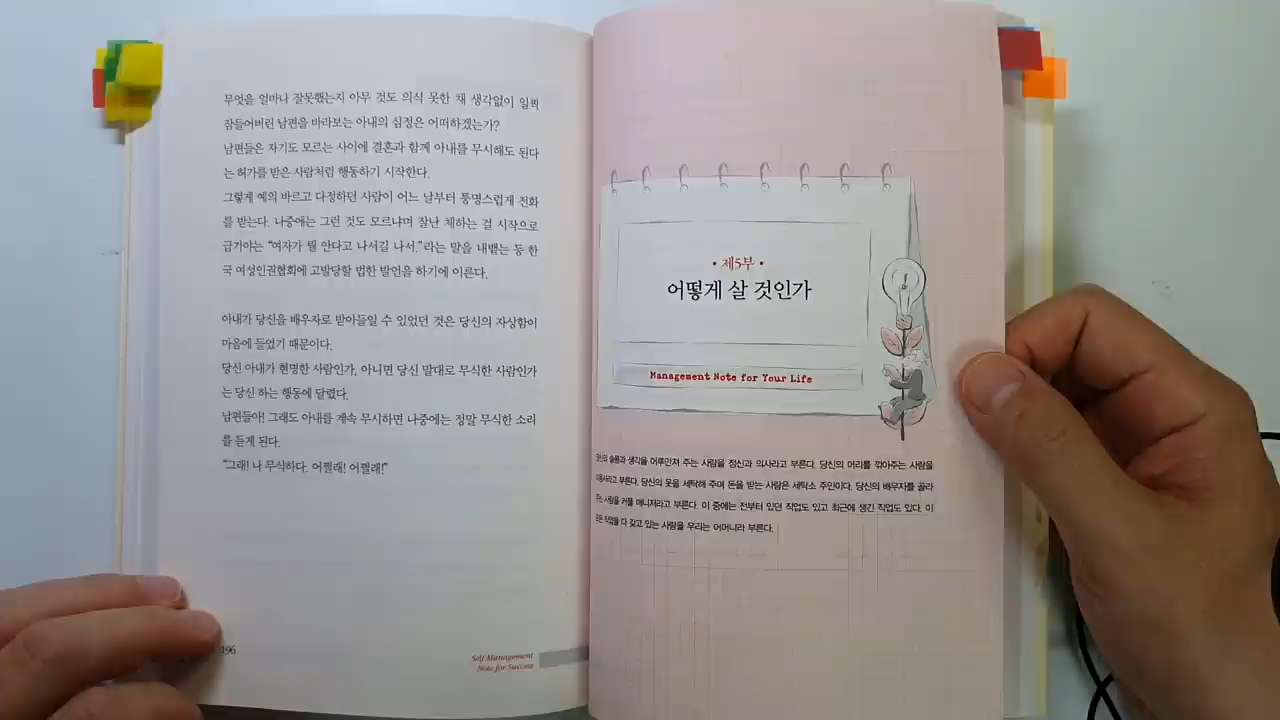 무엇을 얼마나 잘못했는지 아무 것도 의식 못한 채 생각없이 일찍
잠들어버린 남편을 바라보는 아내의 심정은 어떠하겠는가?
남편들은 자기도 모르는 사이에 결혼과 함께 아내를 무시해도 된다
는 허가를 받은 사람처럼 행동하기 시작한다.
그렇게 예의 바르고 다정하던 사람이 어느 날부터 퉁명스럽게 전화
를 받는다. 나중에는 그런 것도 모르냐며 잘난 체하는 걸 시작으로
급기야는 “여자가 뭘 안다고 나서길 나서.”라는 말을 내뱉는 등 한
국 여성인권협회에 고발당할 법한 발언을 하기에 이른다.
아내가 당신을 배우자로 받아들일 수 있었던 것은 당신의 자상함이
마음에 들었기 때문이다.
당신 아내가 현명한 사람인가, 아니면 당신 말대로 무식한 사람인가
는 당신 하는 행동에 달렸다.
남편들아! 그래도 아내를 계속 무시하면 나중에는 정말 무식한 소리
를 듣게 된다.
“그래! 나 무식하다. 어쩔래! 어쩔래!”
196
Self Management
Note for Success
• 제5부 •
어떻게 살 것인가
Management Note for Your Life
슬픔과 생각을 어루만져 주는 사람을 정신과 의사라고 부른다. 당신의 머리를 깎아주는 사람을
부른다. 당신의 옷을 세탁해 주며 돈을 받는 사람은 세탁소 주인이다. 당신의 배우자를 골라
주는 사람을 커플 매니저라고 부른다. 이 중에는 전부터 있던 직업도 있고 최근에 생긴 직업도 있다. 이
모든 직업을 다 갖고 있는 사람을 우리는 어머니라 부른다.